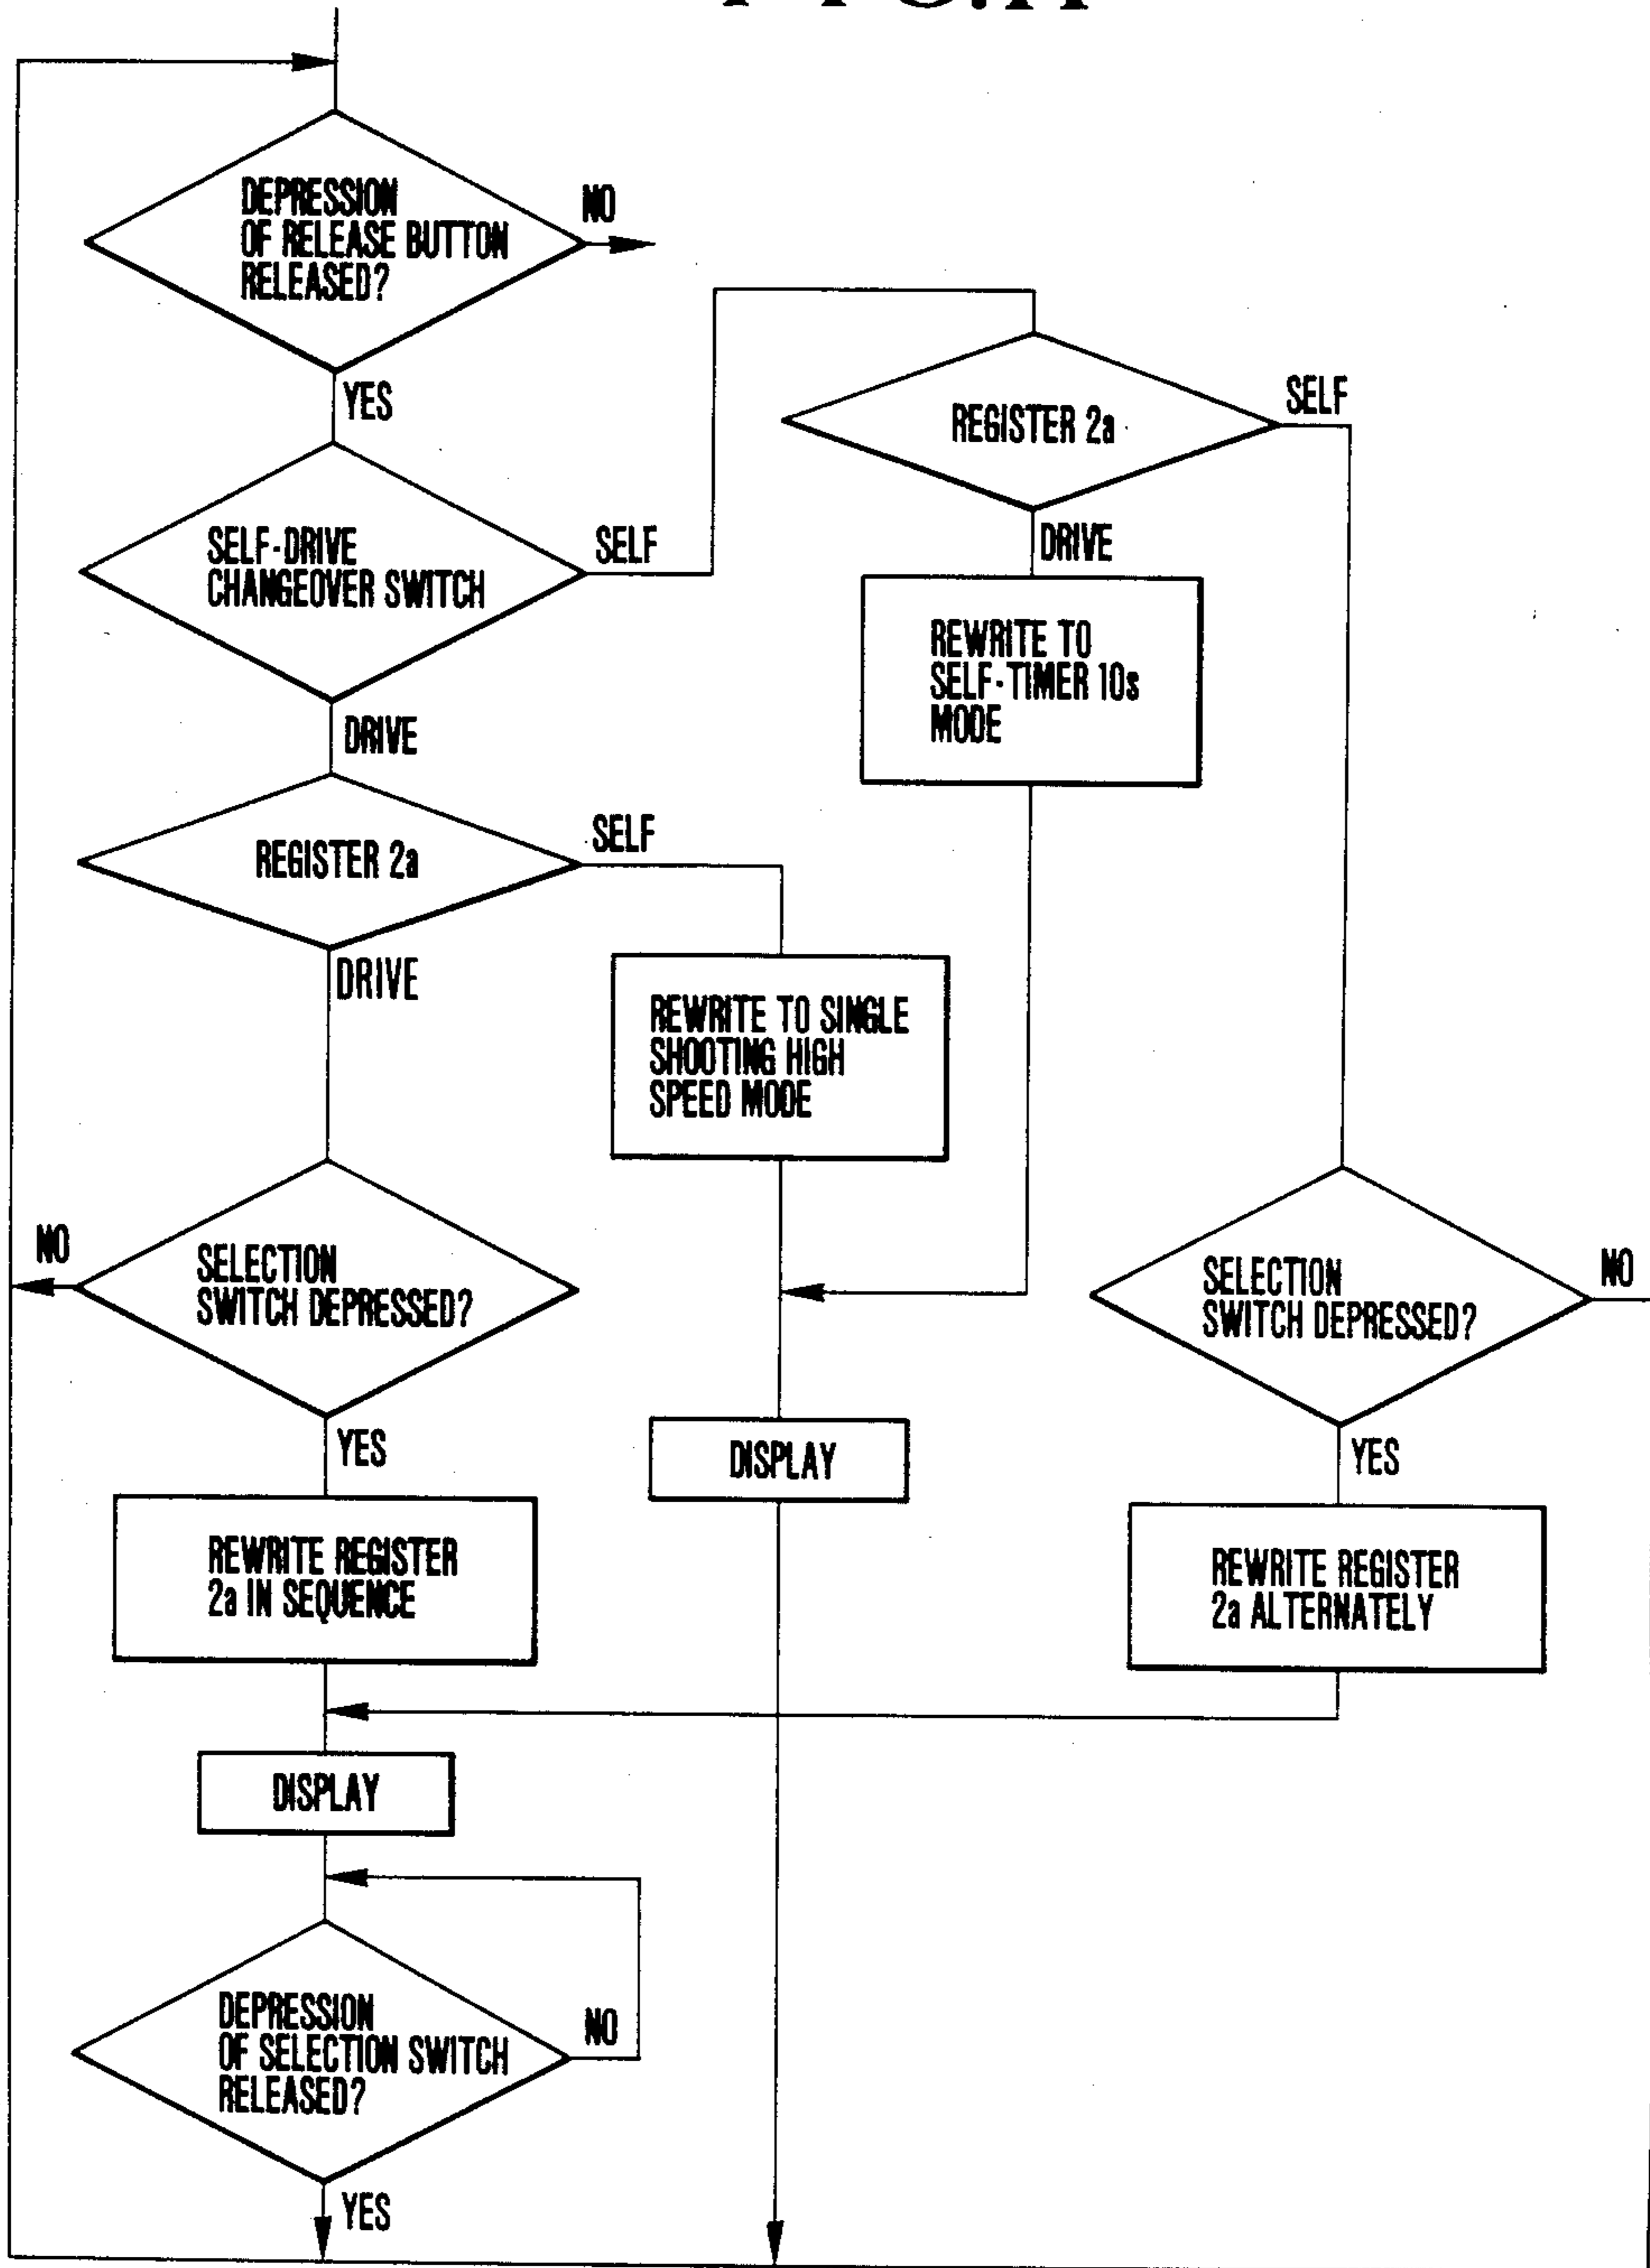 DEPRESSION
OF RELEASE BUTTON
RELEASED?
NO
YES
SELF-DRIVE
CHANGEOVER SWITCH
SELF
DRIVE
REGISTER 2a
SELF
DRIVE
REWRITE TO
SELF-TIMER 10s
MODE
REGISTER 2a
SELF
DRIVE
REWRITE TO SINGLE
SHOOTING HIGH
SPEED MODE
NO
SELECTION
SWITCH DEPRESSED?
YES
SELECTION
SWITCH DEPRESSED?
NO
YES
DISPLAY
REWRITE REGISTER
2a IN SEQUENCE
REWRITE REGISTER
2a ALTERNATELY
DISPLAY
DEPRESSION
OF SELECTION SWITCH
RELEASED?
NO
YES